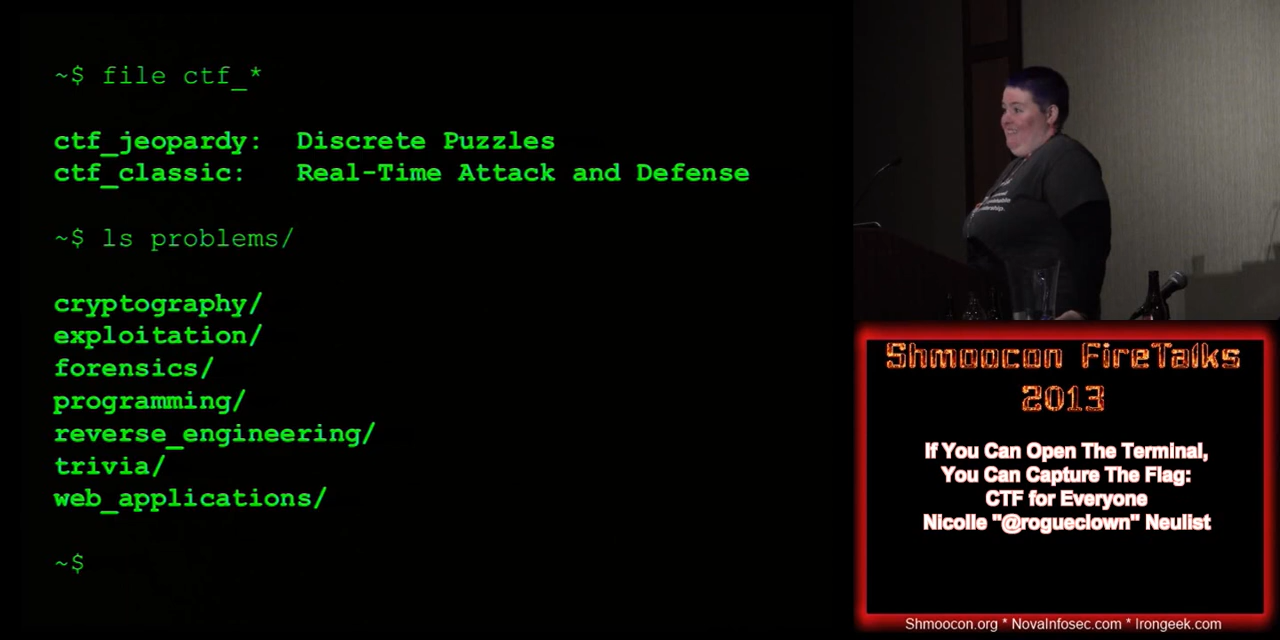 ~$ file ctf_*
ctf_jeopardy: Discrete Puzzles
ctf_classic: Real-Time Attack and Defense
~$ ls problems/
cryptography/
exploitation/
forensics/
programming/
reverse_engineering/
trivia/
web_applications/
~$
Shmoocon FireTalks
2013
If You Can Open The Terminal,
You Can Capture The Flag:
CTF for Everyone
Nicolle "@rogueclown" Neulist
Shmoocon.org * NovaInfosec.com * Irongeek.com